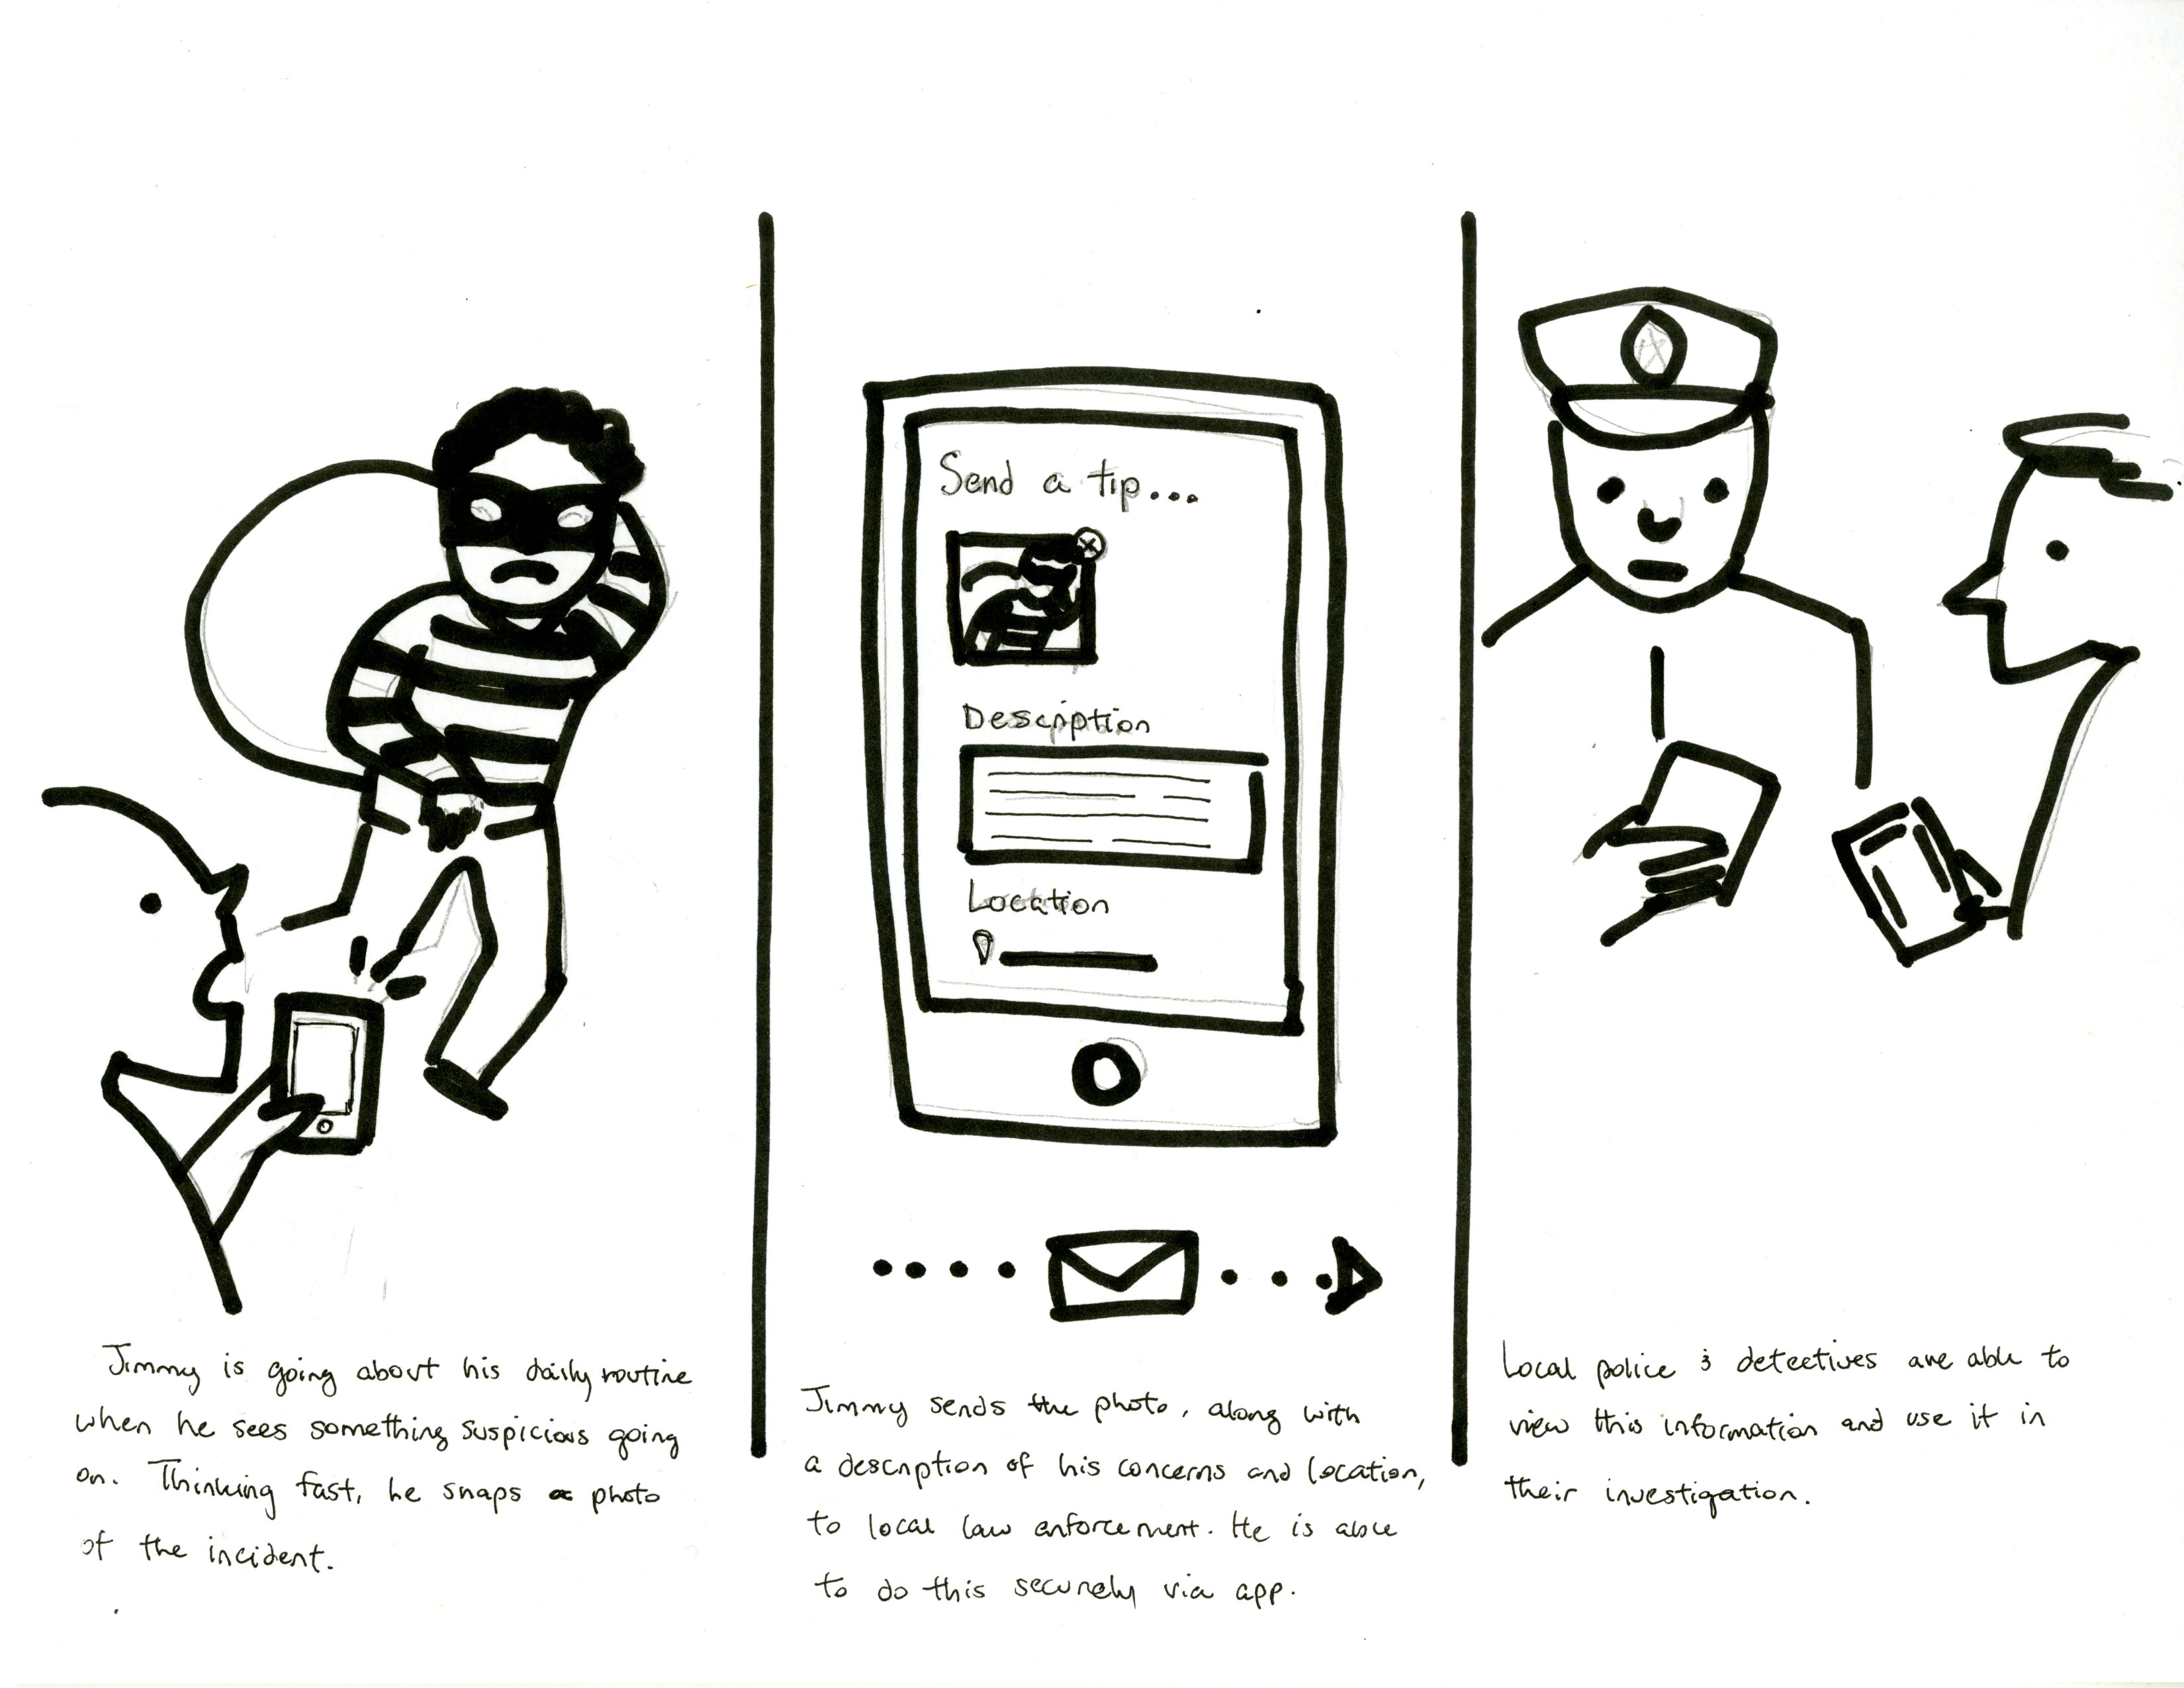 Send a tip...
Description
Location
Jimmy is going about his daily routine
when he sees something suspicious going
on. Thinking fast, he snaps a photo
of the incident.
Jimmy sends the photo, along with
a description of his concerns and location,
to local law enforcement. He is able
to do this securely via app.
Local police & detectives are able to
view this information and use it in
their investigation.